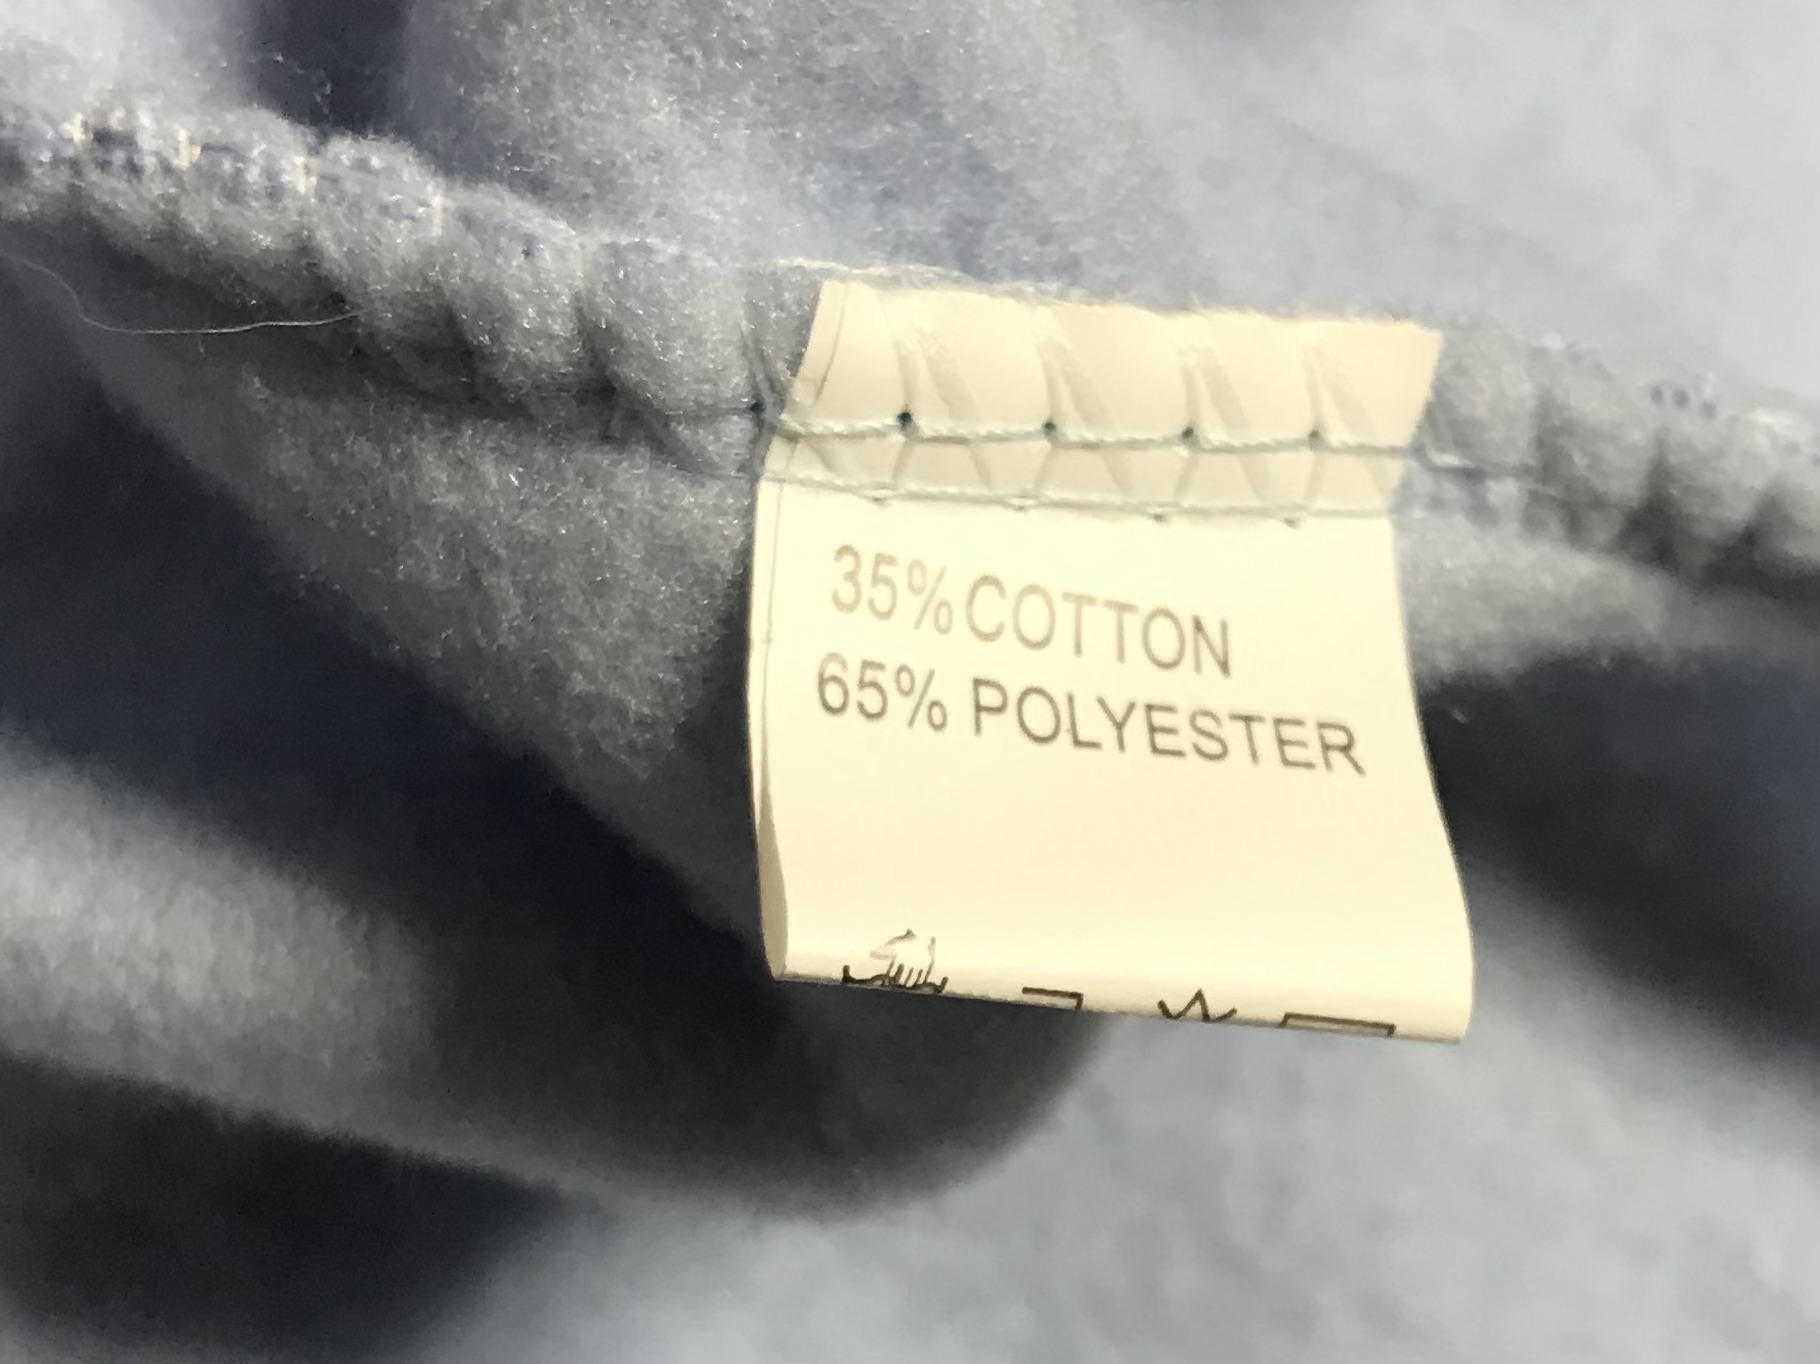 35% COTTON
65% POLYESTER